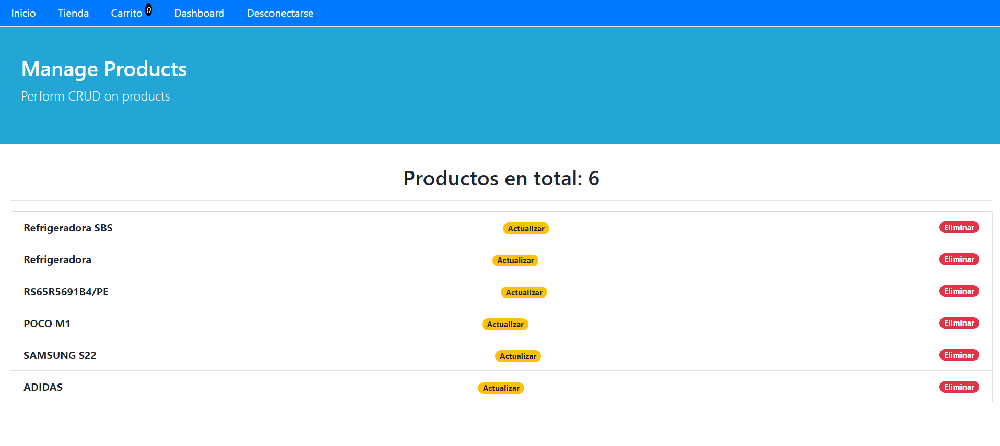 Inicio Tienda Carrito 0 Dashboard Desconectarse
Manage Products
Perform CRUD on products
Productos en total: 6
Refrigeradora SBS Actualizar Eliminar
Refrigeradora Actualizar Eliminar
RS65R5691B4/PE Actualizar Eliminar
POCO M1 Actualizar Eliminar
SAMSUNG S22 Actualizar Eliminar
ADIDAS Actualizar Eliminar